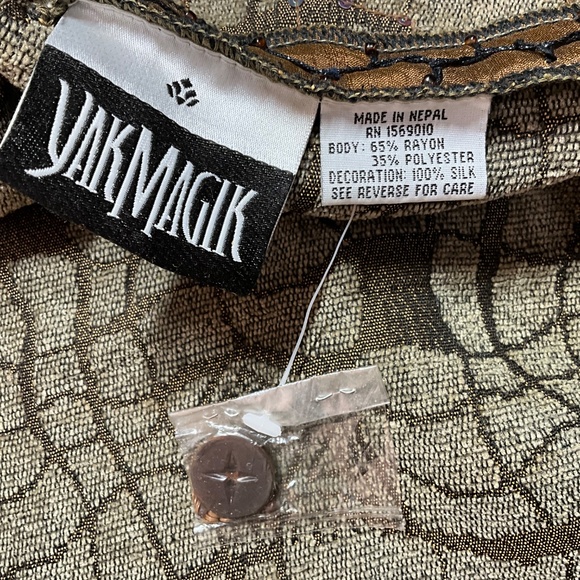 YAKMAGIK
MADE IN NEPAL
RN 1569010
BODY: 65% RAYON
35% POLYESTER
DECORATION: 100% SILK
SEE REVERSE FOR CARE